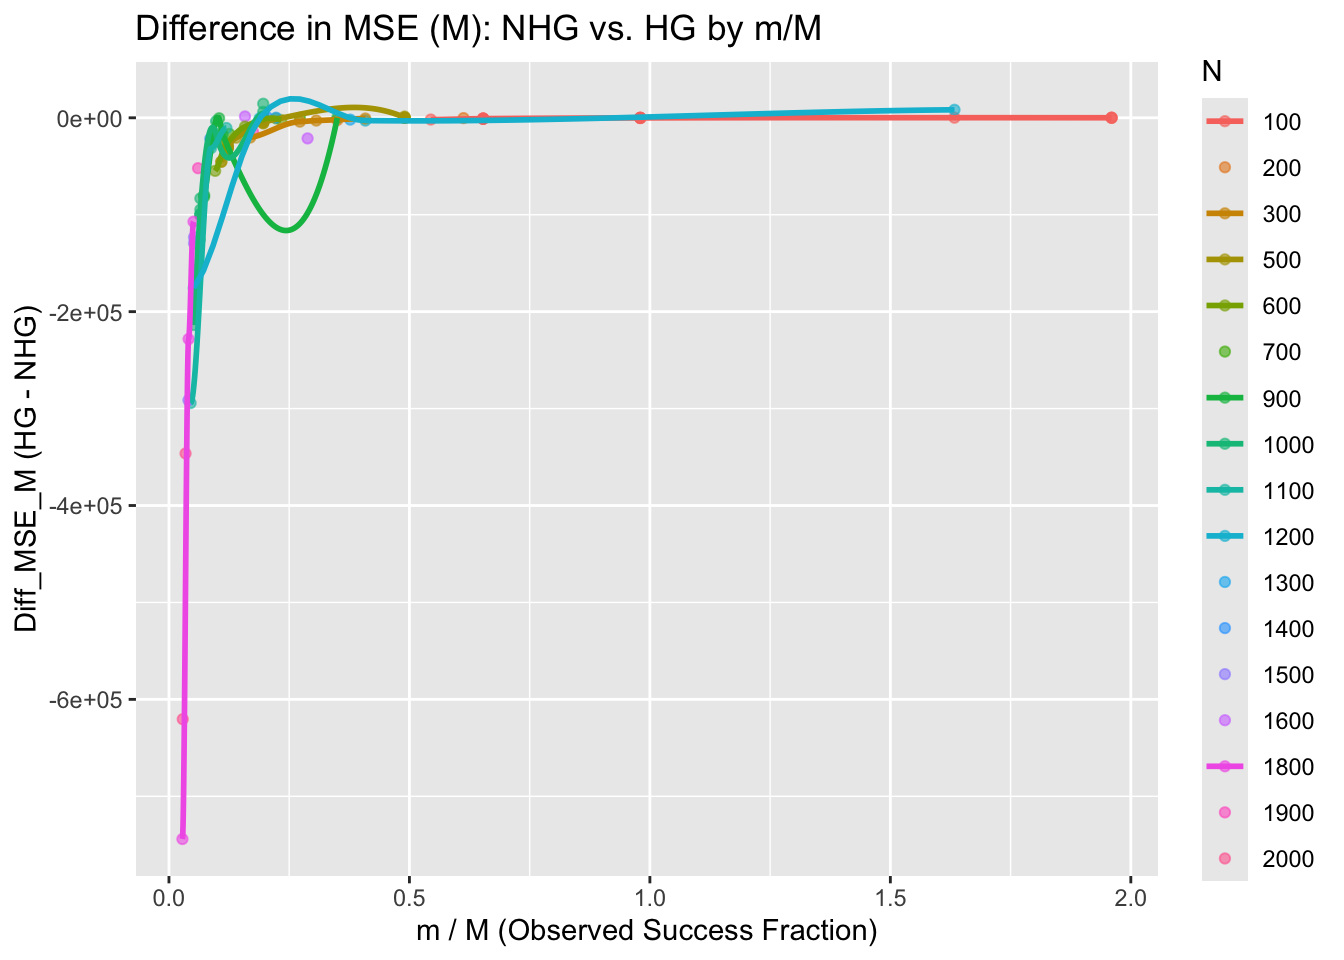 Difference in MSE (M): NHG vs. HG by m/M
Diff_MSE_M (HG - NHG)
0e+00
-2e+05
-4e+05
-6e+05
0.0
0.5
1.0
1.5
2.0
m / M (Observed Success Fraction)
N
100
200
300
500
600
700
900
1000
1100
1200
1300
1400
1500
1600
1800
1900
2000